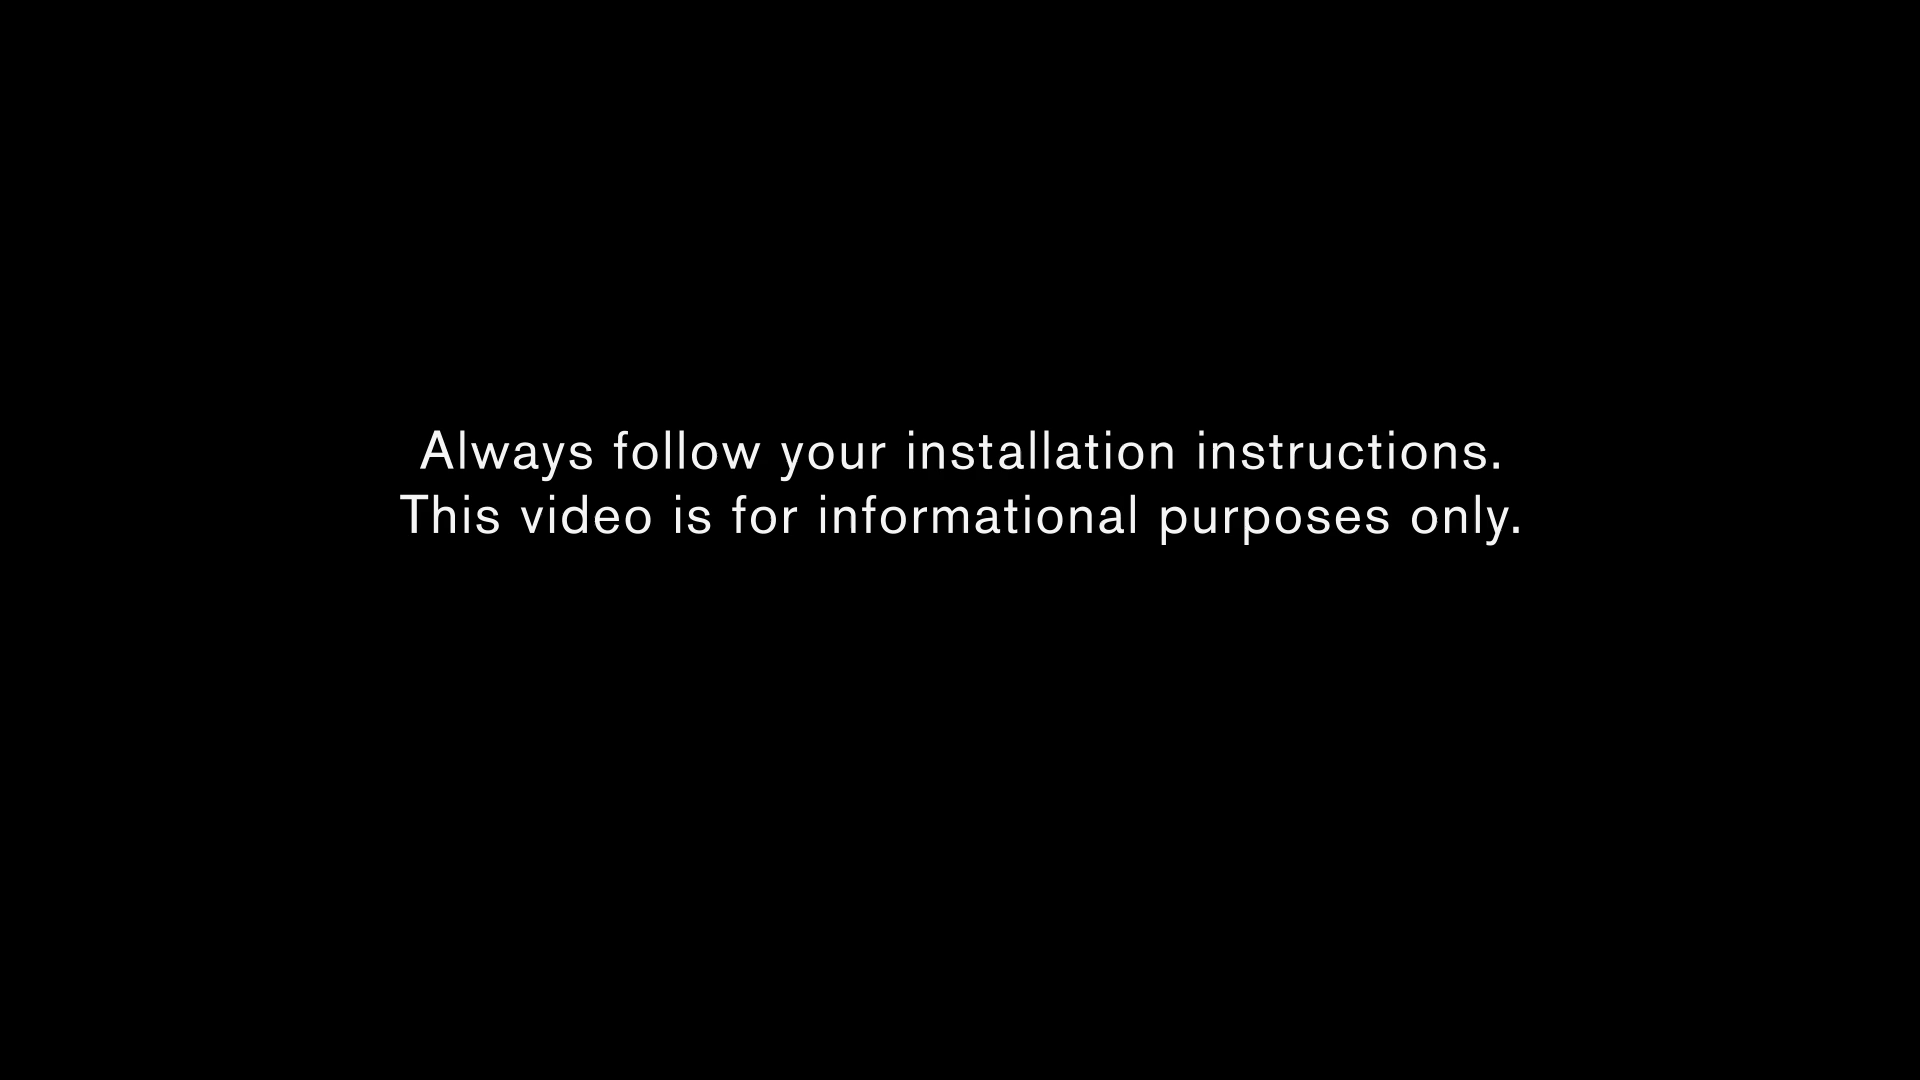 Always follow your installation instructions.
This video is for informational purposes only.